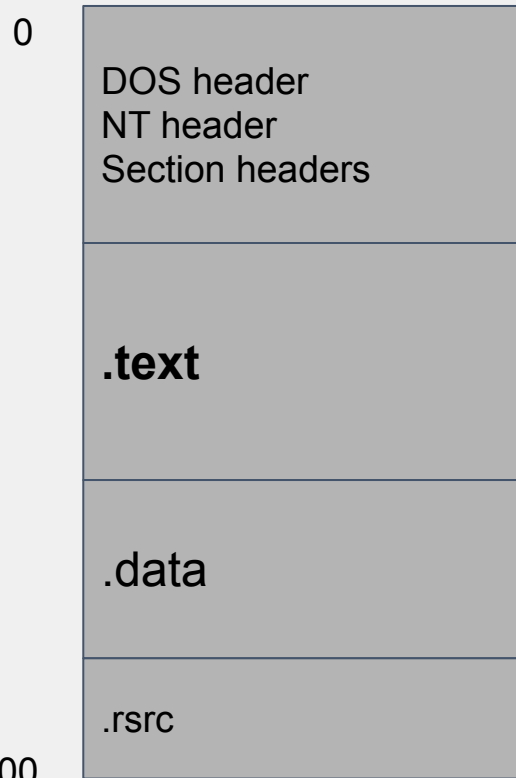 0
DOS header
NT header
Section headers
.text
.data
.rsrc